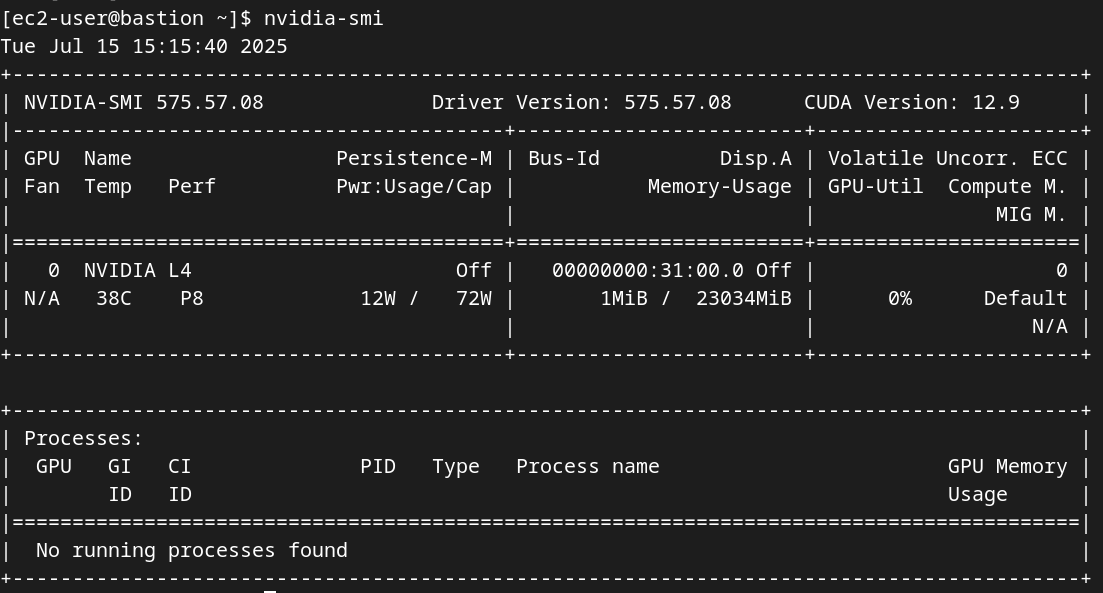 [ec2-user@bastion ~]$ nvidia-smi
Tue Jul 15 15:15:40 2025
+-----------------------------------------------------------------------------------------+
| NVIDIA-SMI 575.57.08              Driver Version: 575.57.08      CUDA Version: 12.9     |
|-----------------------------------------+------------------------+----------------------+
| GPU  Name                 Persistence-M | Bus-Id          Disp.A | Volatile Uncorr. ECC |
| Fan  Temp   Perf          Pwr:Usage/Cap |           Memory-Usage | GPU-Util  Compute M. |
|                                         |                        |               MIG M. |
|=========================================+========================+======================|
|   0  NVIDIA L4                      Off |   00000000:31:00.0 Off |                    0 |
| N/A   38C    P8             12W /   72W |       1MiB /  23034MiB |      0%      Default |
|                                         |                        |                  N/A |
+-----------------------------------------+------------------------+----------------------+
+-----------------------------------------------------------------------------------------+
| Processes:                                                                              |
|  GPU   GI   CI              PID   Type   Process name                        GPU Memory |
|        ID   ID                                                               Usage      |
|=========================================================================================|
|  No running processes found                                                             |
+-----------------------------------------------------------------------------------------+